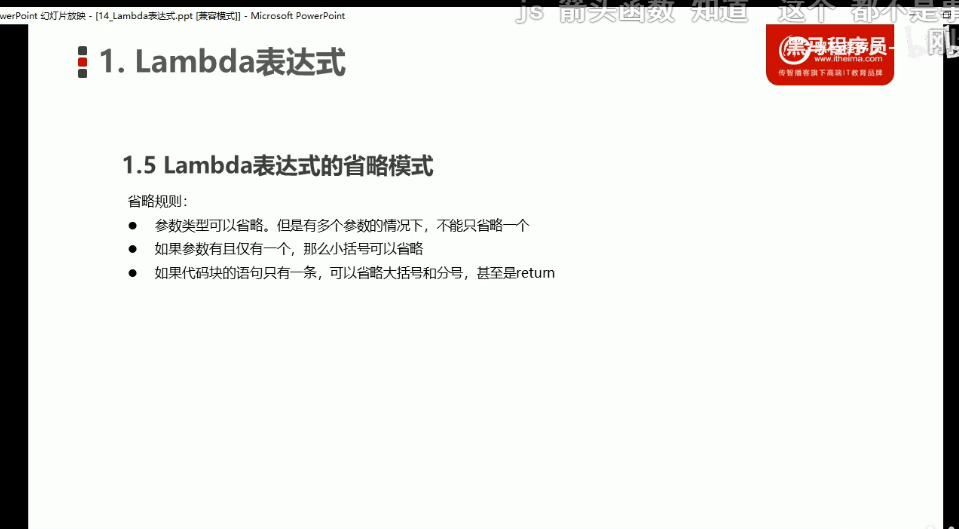 werPoint 幻灯片放映 - [14_Lambda表达式.ppt [兼容模式]] - Microsoft PowerPoint
js 箭头函数 知道 这个 都不是事
刚
1. Lambda表达式
黑马程序员
www.itheima.com
传智播客旗下高端IT教育品牌
1.5 Lambda表达式的省略模式
省略规则：
● 参数类型可以省略。但是有多个参数的情况下，不能只省略一个
● 如果参数有且仅有一个，那么小括号可以省略
● 如果代码块的语句只有一条，可以省略大括号和分号，甚至是return